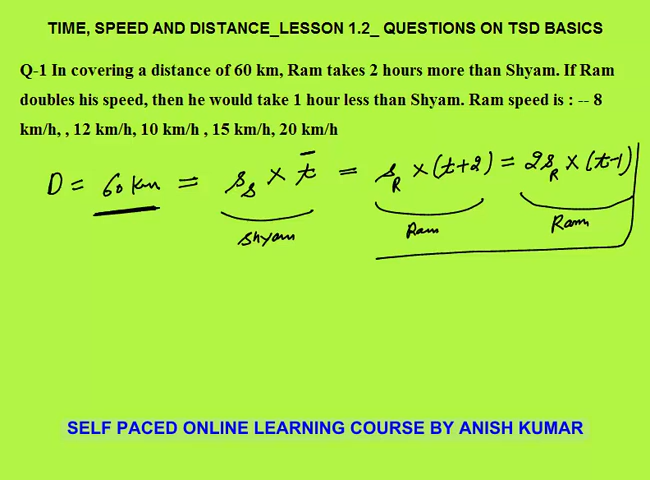 TIME, SPEED AND DISTANCE_LESSON 1.2_ QUESTIONS ON TSD BASICS
Q-1 In covering a distance of 60 km, Ram takes 2 hours more than Shyam. If Ram
doubles his speed, then he would take 1 hour less than Shyam. Ram speed is : -- 8
km/h, , 12 km/h, 10 km/h , 15 km/h, 20 km/h
D = 60 km = s_S × t = s_R × (t+2) = 2s_R × (t-1)
Shyam Ram Ram
SELF PACED ONLINE LEARNING COURSE BY ANISH KUMAR